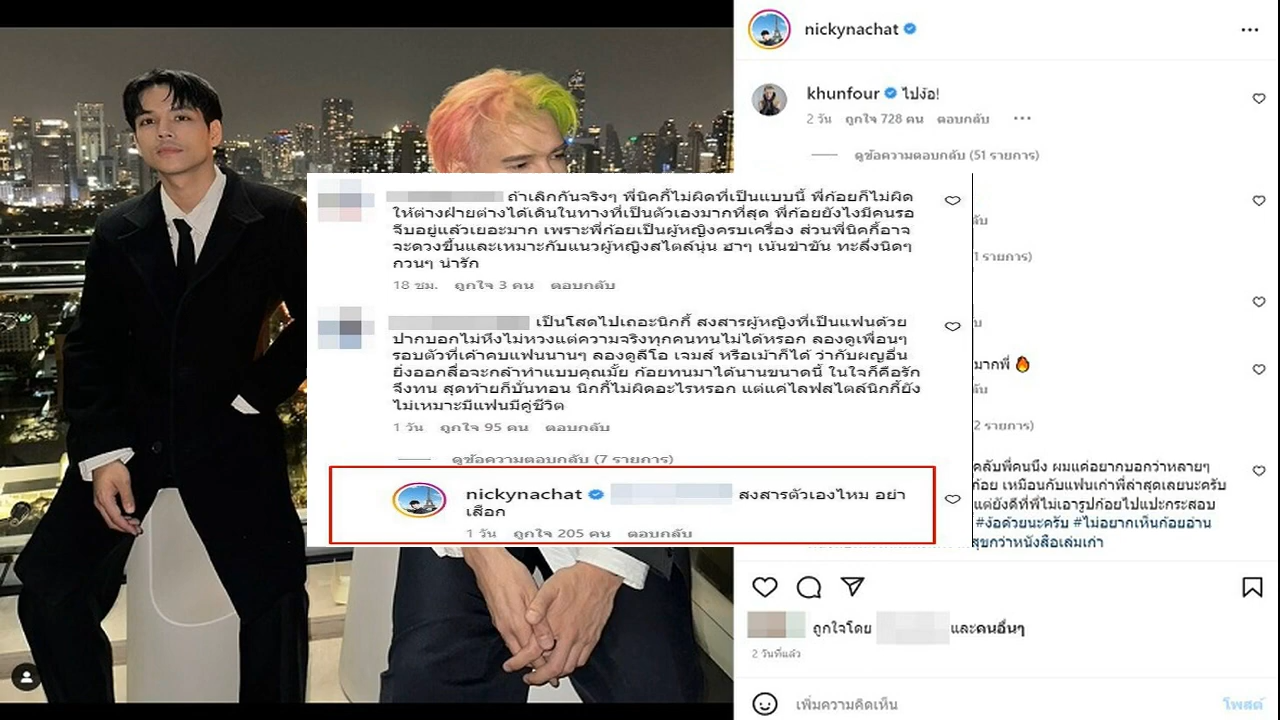 nickynachat
khunfour ไปง้อ!
2 วัน ถูกใจ 728 คน ตอบกลับ
ดูข้อความตอบกลับ (51 รายการ)
ถ้าเลิกกันจริงๆ พี่นิคกี้ไม่ผิดที่เป็นแบบนี้ พี่ก้อยก็ไม่ผิด
ให้ต่างฝ่ายต่างได้เดินในทางที่เป็นตัวเองมากที่สุด พี่ก้อยยังไงมีคนรอ
จีบอยู่แล้วเยอะมาก เพราะพี่ก้อยเป็นผู้หญิงครบเครื่อง ส่วนพี่นิคกี้อาจ
จะดวงขึ้นและเหมาะกับแนวผู้หญิงสไตล์นุ่น ฮาๆ เน้นขำขัน ทะลึ่งนิดๆ
กวนๆ น่ารัก
18 ชม. ถูกใจ 3 คน ตอบกลับ
เป็นโสดไปเถอะนิกกี้ สงสารผู้หญิงที่เป็นแฟนด้วย
ปากบอกไม่หึงไม่หวงแต่ความจริงทุกคนทนไม่ได้หรอก ลองดูเพื่อนๆ
รอบตัวที่เค้าคบแฟนนานๆ ลองดูลีโอ เจมส์ หรือเม้าก็ได้ ว่ากับผญอื่น
ยิ่งออกสื่อจะกล้าทำแบบคุณมั้ย ก้อยทนมาได้นานขนาดนี้ ในใจก็คือรัก
จึงทน สุดท้ายก็บั่นทอน นิกกี้ไม่ผิดอะไรหรอก แต่แค่ไลฟสไตล์นิกกี้ยัง
ไม่เหมาะมีแฟนมีคู่ชีวิต
1 วัน ถูกใจ 95 คน ตอบกลับ
ดูข้อความตอบกลับ (7 รายการ)
nickynachat สงสารตัวเองไหม อย่า
เสือก
1 วัน ถูกใจ 205 คน ตอบกลับ
ลับ
1 รายการ)
ับ
มากพี่
ลับ
2 รายการ)
คลับพี่คนนึง ผมแค่อยากบอกว่าหลายๆ
ก้อย เหมือนกับแฟนเก่าพี่ล่าสุดเลยนะครับ
แต่ยังดีที่พี่ไม่เอารูปก้อยไปแปะกระสอบ
#ง้อด้วยนะครับ #ไม่อยากเห็นก้อยอ่าน
สุขกว่าหนังสือเล่มเก่า
ถูกใจโดย และคนอื่นๆ
2 วันที่แล้ว
เพิ่มความคิดเห็น โพสต์